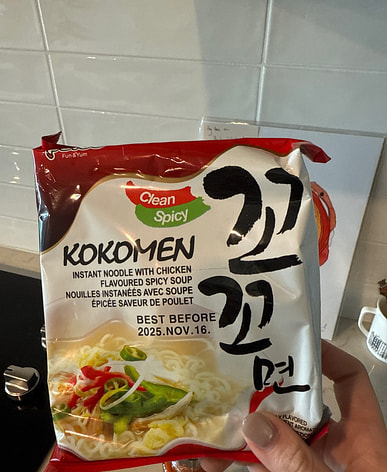 Fun&Yum
Clean
Spicy
KOKOMEN
INSTANT NOODLE WITH CHICKEN
FLAVOURED SPICY SOUP
NOUILLES INSTANÉES AVEC SOUPE
ÉPICÉE SAVEUR DE POULET
BEST BEFORE
2025.NOV.16.
꼬
꼬
면
FLAVORED